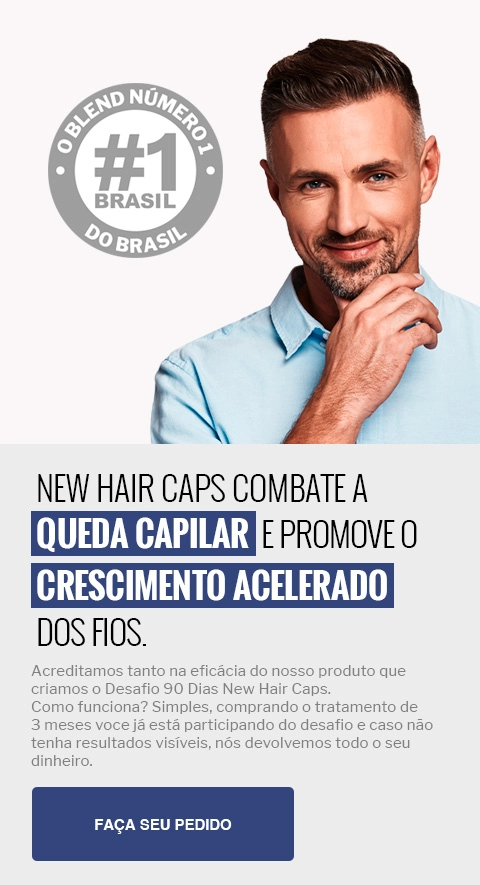 O BLEND NÚMERO 1
#1
BRASIL
DO BRASIL
NEW HAIR CAPS COMBATE A
QUEDA CAPILAR E PROMOVE O
CRESCIMENTO ACELERADO
DOS FIOS.
Acreditamos tanto na eficácia do nosso produto que
criamos o Desafio 90 Dias New Hair Caps.
Como funciona? Simples, comprando o tratamento de
3 meses voce já está participando do desafio e caso não
tenha resultados visíveis, nós devolvemos todo o seu
dinheiro.
FAÇA SEU PEDIDO